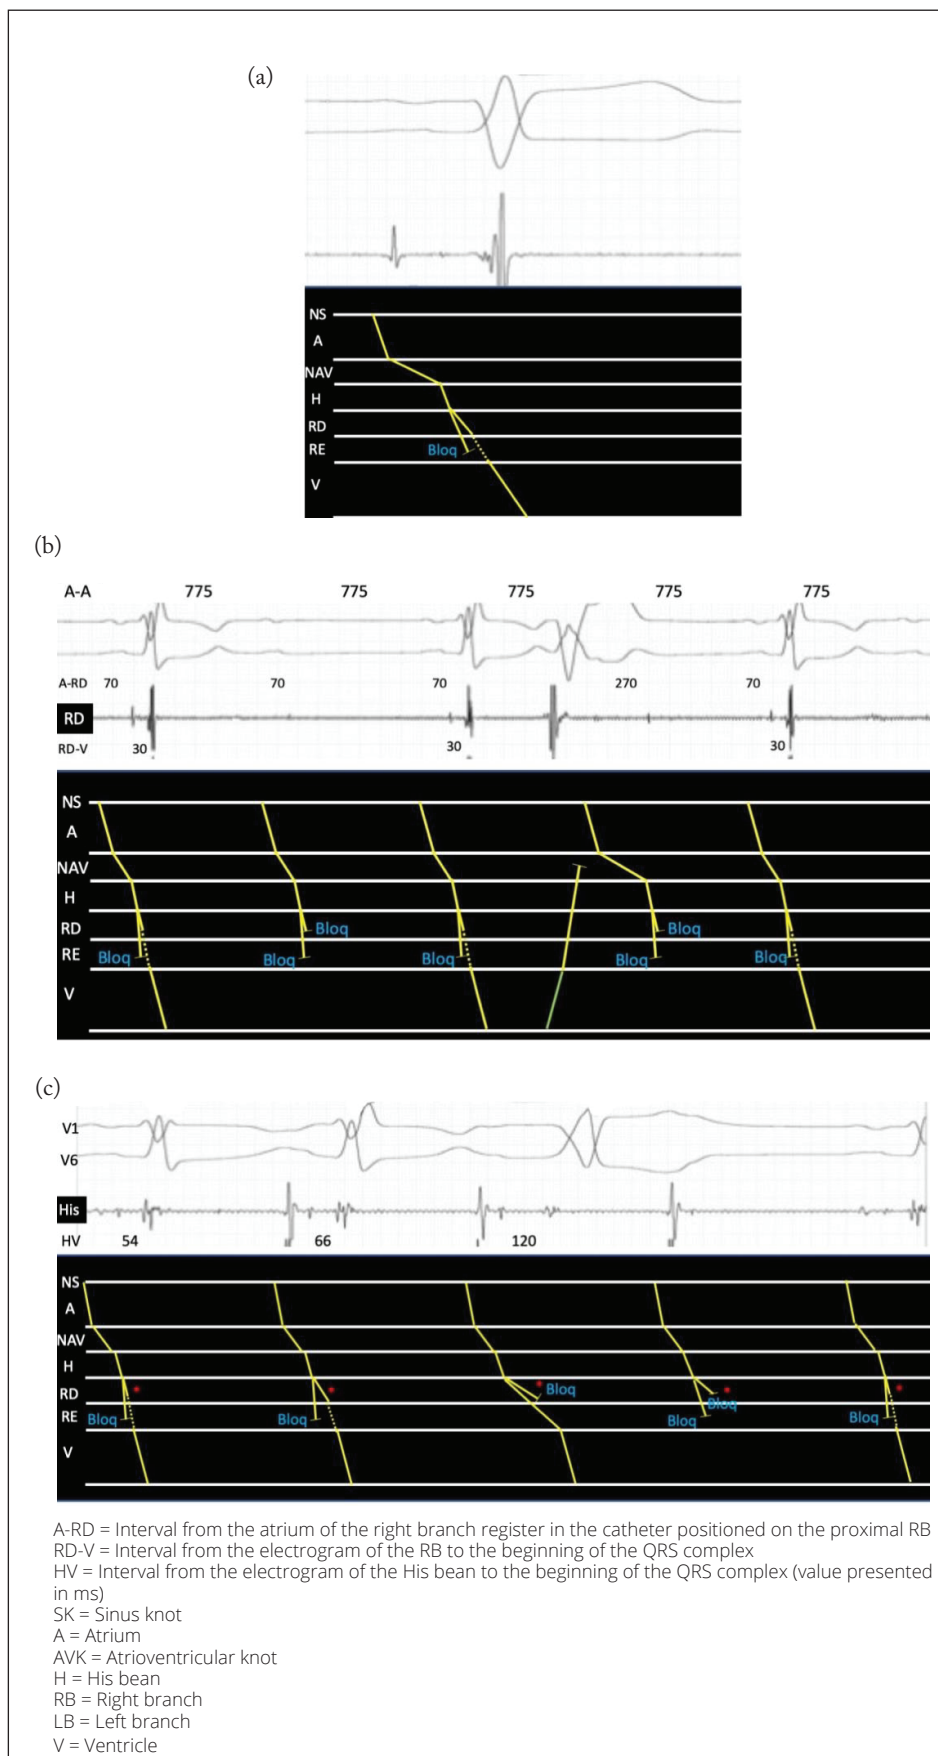 (a)
NS
A
NAV
H
RD
RE
Bloq
V
(b)
A-A 775 775 775 775 775
A-RD 70 70 70 270 70
RD
RD-V 30 30 30
NS
A
NAV
H
RD Bloq Bloq
RE Bloq Bloq Bloq Bloq Bloq
V
(c)
V1
V6
His
HV 54 66 120
NS
A
NAV
H
RD * * * Bloq * Bloq *
RE Bloq Bloq Bloq Bloq
V
A-RD = Interval from the atrium of the right branch register in the catheter positioned on the proximal RB
RD-V = Interval from the electrogram of the RB to the beginning of the QRS complex
HV = Interval from the electrogram of the His bean to the beginning of the QRS complex (value presented
in ms)
SK = Sinus knot
A = Atrium
AVK = Atrioventricular knot
H = His bean
RB = Right branch
LB = Left branch
V = Ventricle